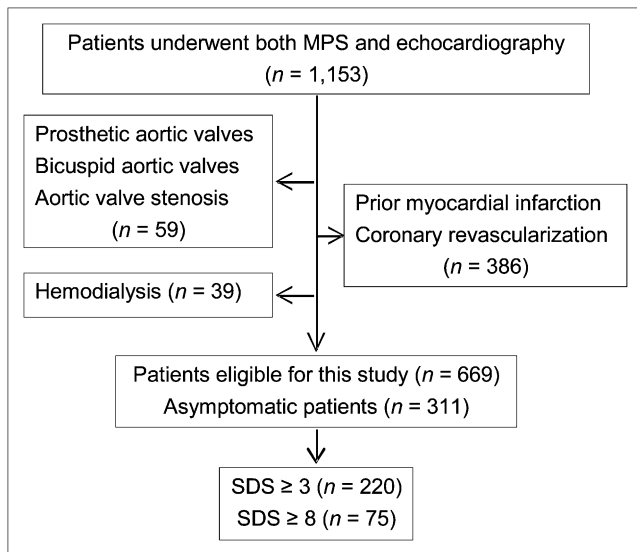 Patients underwent both MPS and echocardiography
(n = 1,153)
Prosthetic aortic valves
Bicuspid aortic valves
Aortic valve stenosis
(n = 59)
Prior myocardial infarction
Coronary revascularization
(n = 386)
Hemodialysis (n = 39)
Patients eligible for this study (n = 669)
Asymptomatic patients (n = 311)
SDS ≥ 3 (n = 220)
SDS ≥ 8 (n = 75)